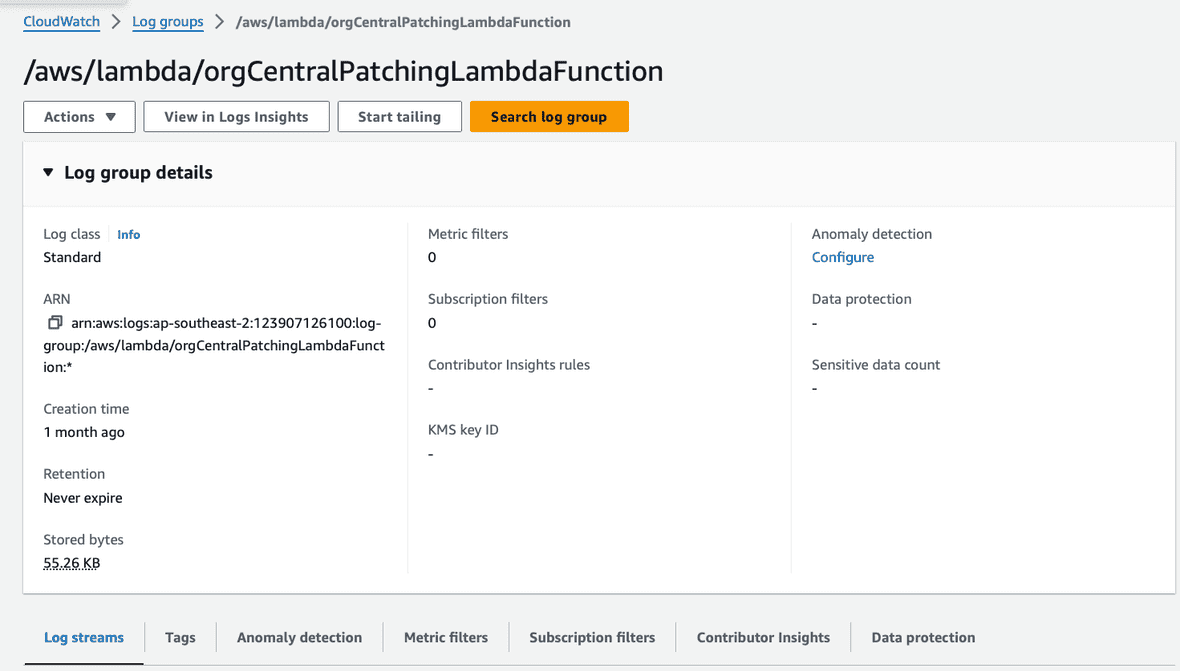 CloudWatch > Log groups > /aws/lambda/orgCentralPatchingLambdaFunction
/aws/lambda/orgCentralPatchingLambdaFunction
Actions ▼ View in Logs Insights Start tailing Search log group
▼ Log group details
Log class Info
Standard
ARN
arn:aws:logs:ap-southeast-2:123907126100:log-
group:/aws/lambda/orgCentralPatchingLambdaFunct
ion:*
Creation time
1 month ago
Retention
Never expire
Stored bytes
55.26 KB
Metric filters
0
Subscription filters
0
Contributor Insights rules
-
KMS key ID
-
Anomaly detection
Configure
Data protection
-
Sensitive data count
-
Log streams Tags Anomaly detection Metric filters Subscription filters Contributor Insights Data protection